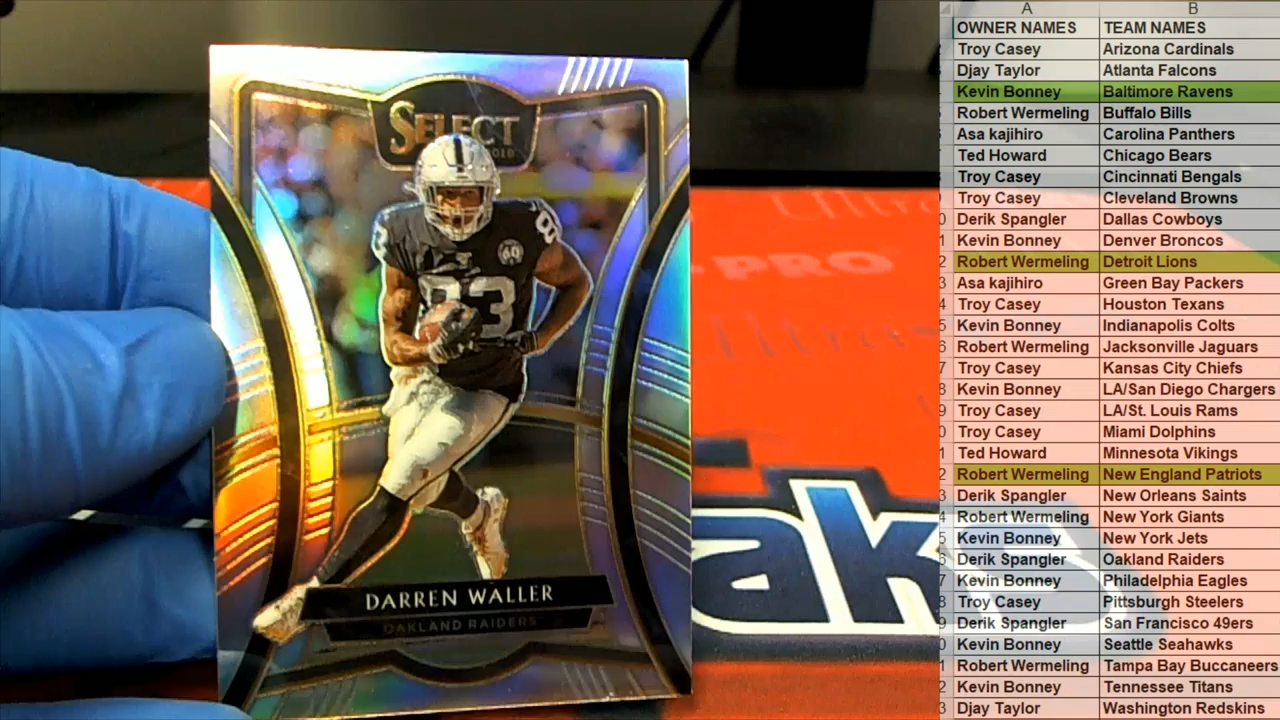 SELECT
83
DARREN WALLER
OAKLAND RAIDERS
PRO
aks
A B
OWNER NAMES TEAM NAMES
Troy Casey Arizona Cardinals
Djay Taylor Atlanta Falcons
Kevin Bonney Baltimore Ravens
Robert Wermeling Buffalo Bills
Asa kajihiro Carolina Panthers
Ted Howard Chicago Bears
Troy Casey Cincinnati Bengals
Troy Casey Cleveland Browns
Derik Spangler Dallas Cowboys
Kevin Bonney Denver Broncos
Robert Wermeling Detroit Lions
Asa kajihiro Green Bay Packers
Troy Casey Houston Texans
Kevin Bonney Indianapolis Colts
Robert Wermeling Jacksonville Jaguars
Troy Casey Kansas City Chiefs
Kevin Bonney LA/San Diego Chargers
Troy Casey LA/St. Louis Rams
Troy Casey Miami Dolphins
Ted Howard Minnesota Vikings
Robert Wermeling New England Patriots
Derik Spangler New Orleans Saints
Robert Wermeling New York Giants
Kevin Bonney New York Jets
Derik Spangler Oakland Raiders
Kevin Bonney Philadelphia Eagles
Troy Casey Pittsburgh Steelers
Derik Spangler San Francisco 49ers
Kevin Bonney Seattle Seahawks
Robert Wermeling Tampa Bay Buccaneers
Kevin Bonney Tennessee Titans
Djay Taylor Washington Redskins